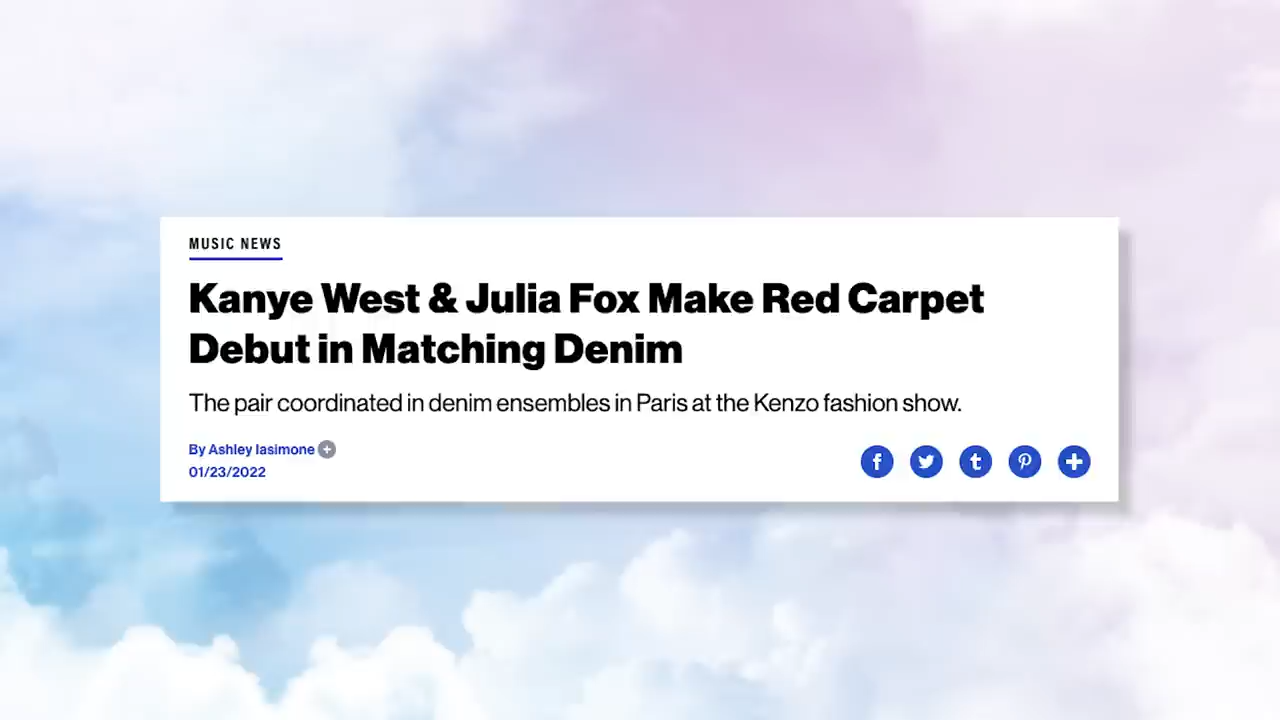 MUSIC NEWS
Kanye West & Julia Fox Make Red Carpet
Debut in Matching Denim
The pair coordinated in denim ensembles in Paris at the Kenzo fashion show.
By Ashley Iasimone
01/23/2022